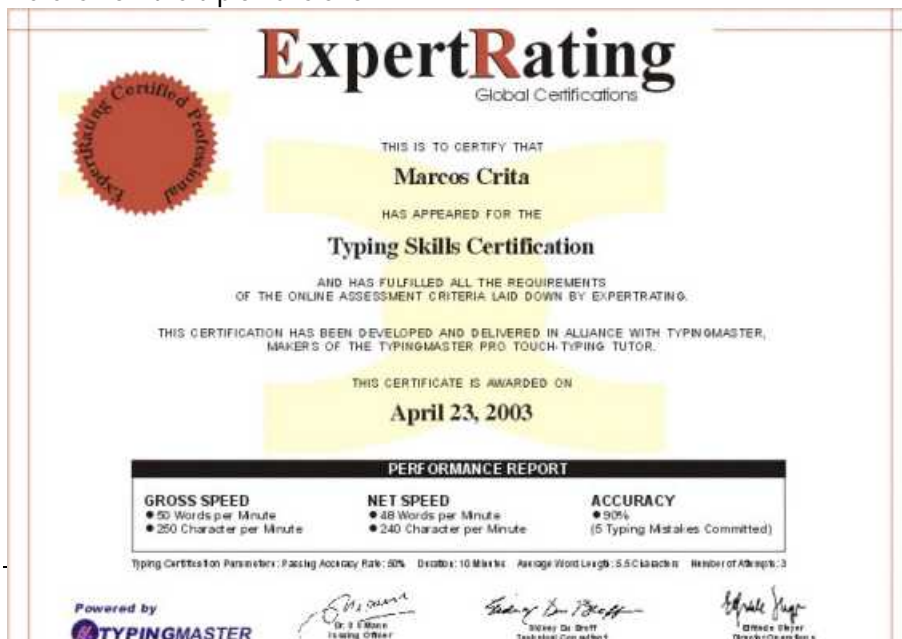 ExpertRating
Global Certifications
ExpertRating Certified Professional
THIS IS TO CERTIFY THAT
Marcos Crita
HAS APPEARED FOR THE
Typing Skills Certification
AND HAS FULFILLED ALL THE REQUIREMENTS
OF THE ONLINE ASSESSMENT CRITERIA LAID DOWN BY EXPERTRATING.
THIS CERTIFICATION HAS BEEN DEVELOPED AND DELIVERED IN ALLIANCE WITH TYPINGMASTER,
MAKERS OF THE TYPINGMASTER PRO TOUCH-TYPING TUTOR.
THIS CERTIFICATE IS AWARDED ON
April 23, 2003
PERFORMANCE REPORT
GROSS SPEED
● 50 Words per Minute
● 250 Character per Minute
NET SPEED
● 48 Words per Minute
● 240 Character per Minute
ACCURACY
● 90%
(5 Typing Mistakes Committed)
Typing Certification Parameters: Passing Accuracy Rate: 50% Duration: 10 Minutes Average Word Length: 5.5 Characters Number of Attempts: 3
Powered by
TYPINGMASTER
Issuing Officer
Technical Consultant